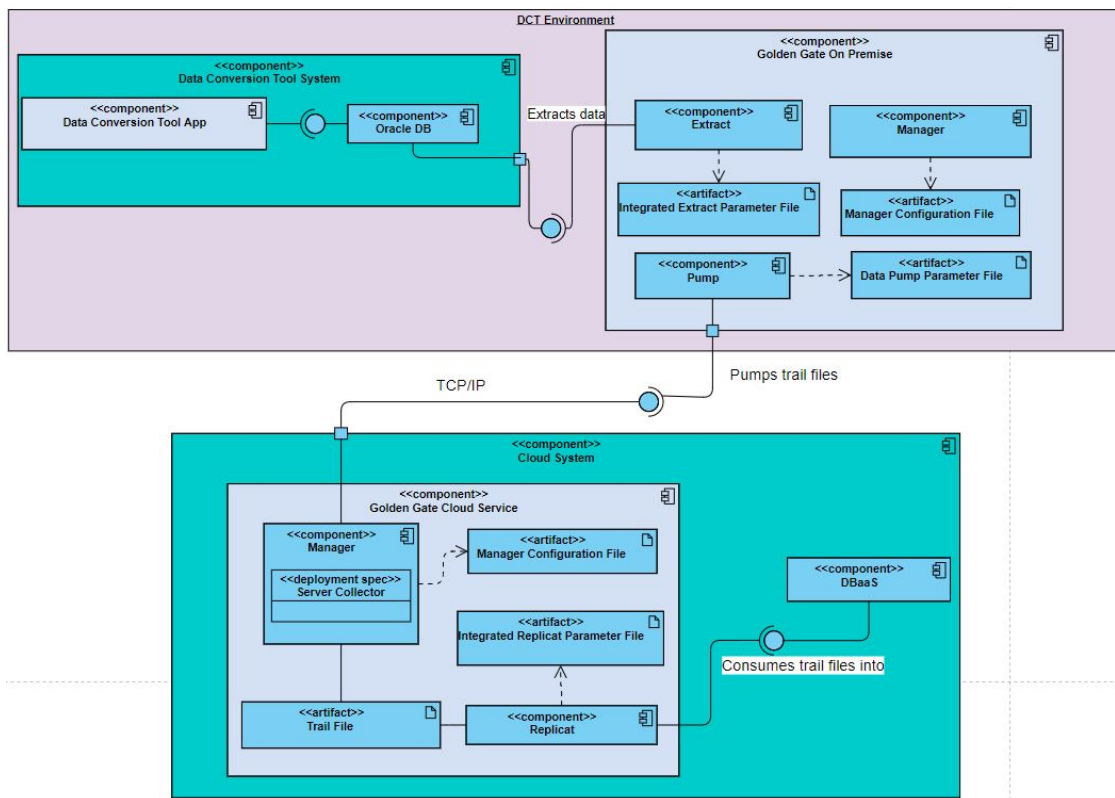 DCT Environment
<<component>>
Data Conversion Tool System
<<component>>
Data Conversion Tool App
<<component>>
Oracle DB
Extracts data
<<component>>
Golden Gate On Premise
<<component>>
Extract
<<component>>
Manager
<<artifact>>
Integrated Extract Parameter File
<<artifact>>
Manager Configuration File
<<component>>
Pump
<<artifact>>
Data Pump Parameter File
Pumps trail files
TCP/IP
<<component>>
Cloud System
<<component>>
Golden Gate Cloud Service
<<component>>
Manager
<<deployment spec>>
Server Collector
<<artifact>>
Manager Configuration File
<<artifact>>
Integrated Replicat Parameter File
<<component>>
DBaaS
Consumes trail files into
<<artifact>>
Trail File
<<component>>
Replicat